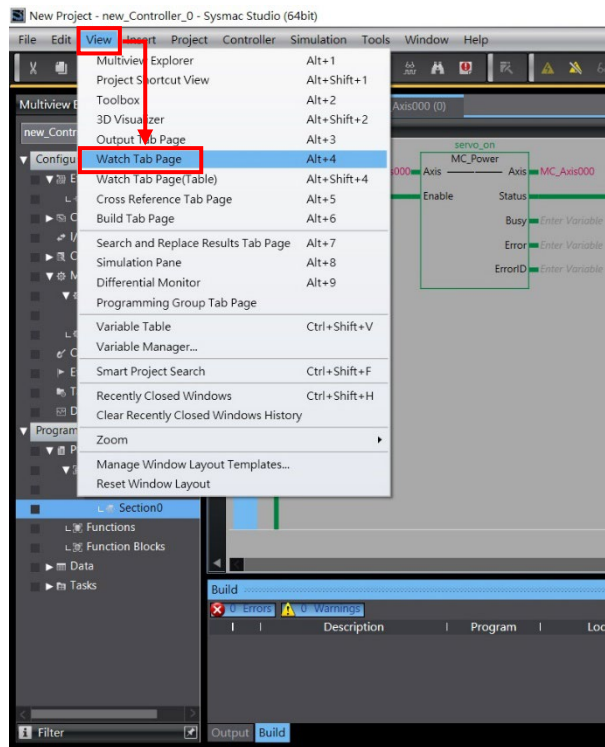 New Project - new_Controller_0 - Sysmac Studio (64bit)
File Edit View Insert Project Controller Simulation Tools Window Help
Multiview Explorer Alt+1
Project Shortcut View Alt+Shift+1
Toolbox Alt+2
3D Visualizer Alt+Shift+2
Output Tab Page Alt+3
Watch Tab Page Alt+4
Watch Tab Page(Table) Alt+Shift+4
Cross Reference Tab Page Alt+5
Build Tab Page Alt+6
Search and Replace Results Tab Page Alt+7
Simulation Pane Alt+8
Differential Monitor Alt+9
Programming Group Tab Page
Variable Table Ctrl+Shift+V
Variable Manager...
Smart Project Search Ctrl+Shift+F
Recently Closed Windows Ctrl+Shift+H
Clear Recently Closed Windows History
Zoom
Manage Window Layout Templates...
Reset Window Layout
Multiview E
new_Contr
Configu
Program
Section0
Functions
Function Blocks
Data
Tasks
Filter
Axis000 (0)
servo_on
MC_Power
000 Axis Axis MC_Axis000
Enable Status
Busy Enter Variable
Error Enter Variable
ErrorID Enter Variable
Build
0 Errors 0 Warnings
Description Program Loc
Output Build